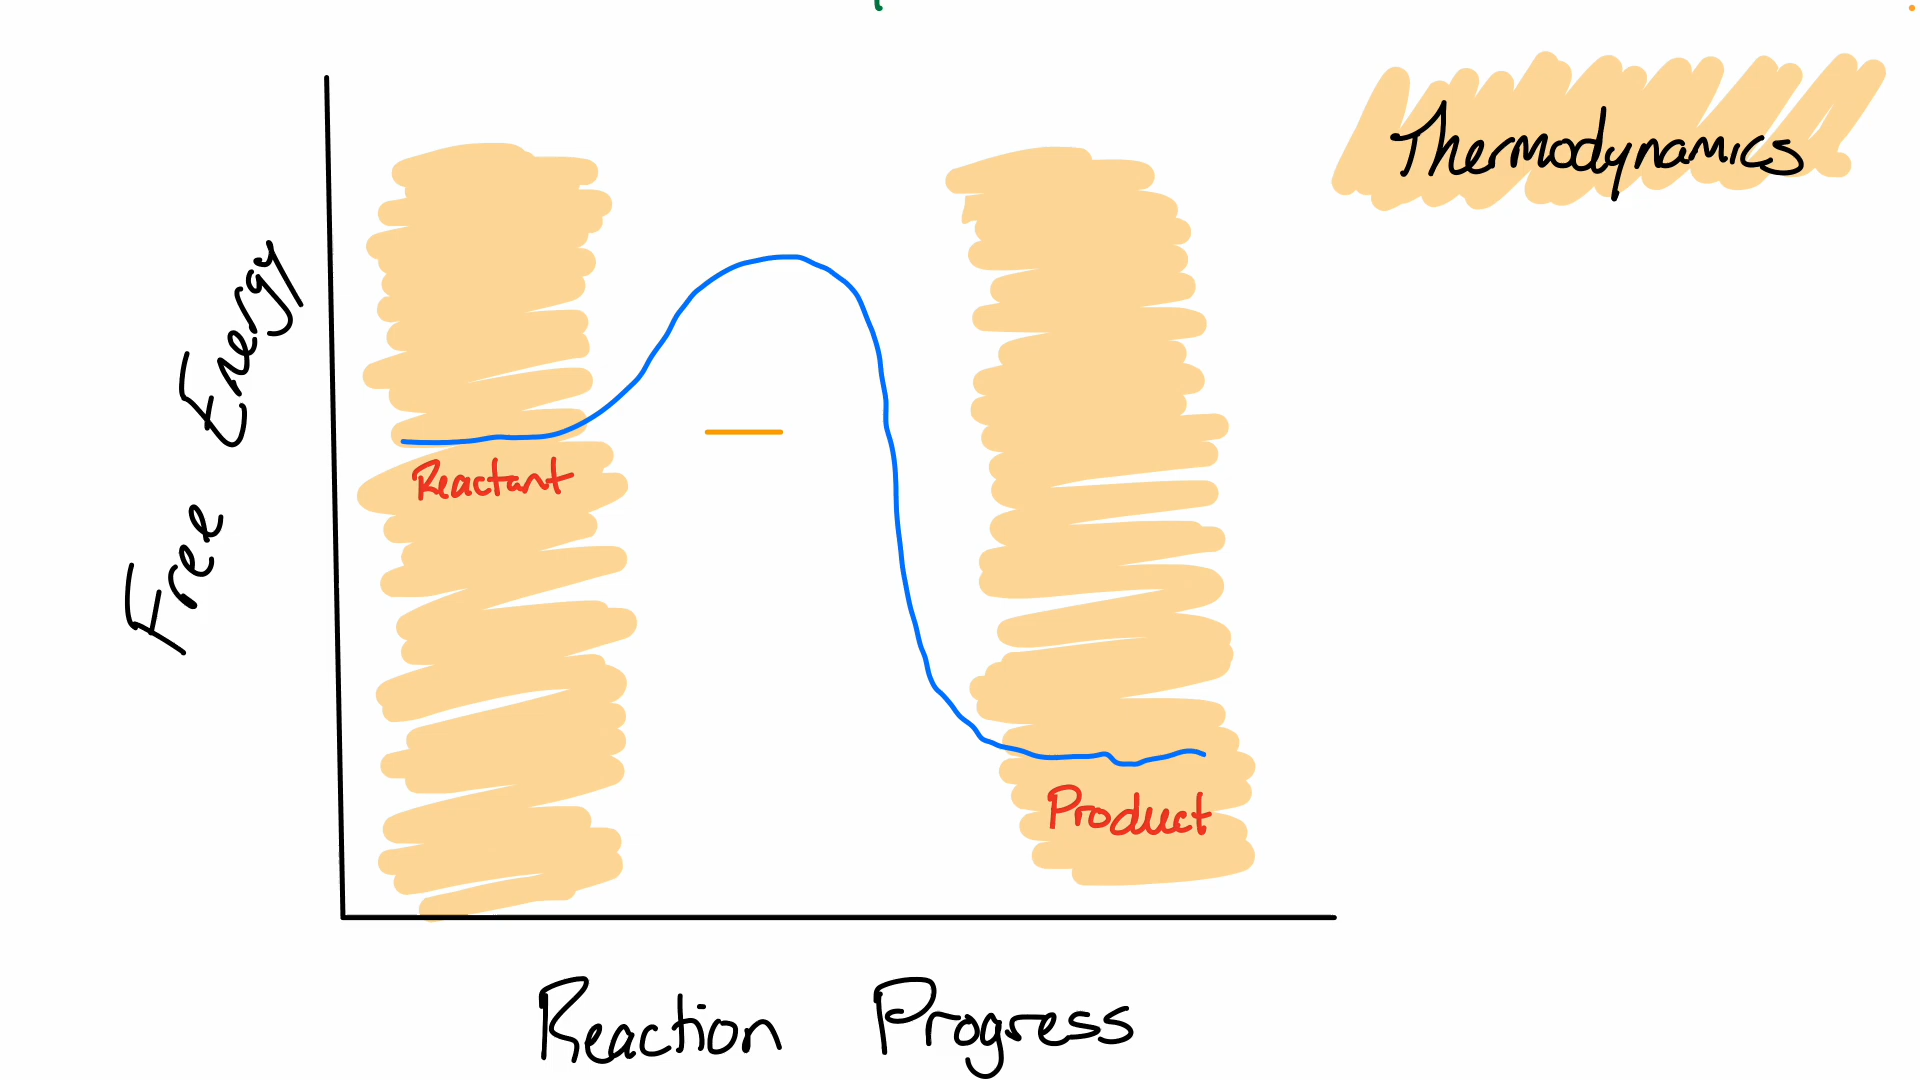 Thermodynamics
Free Energy
Reactant
Product
Reaction Progress